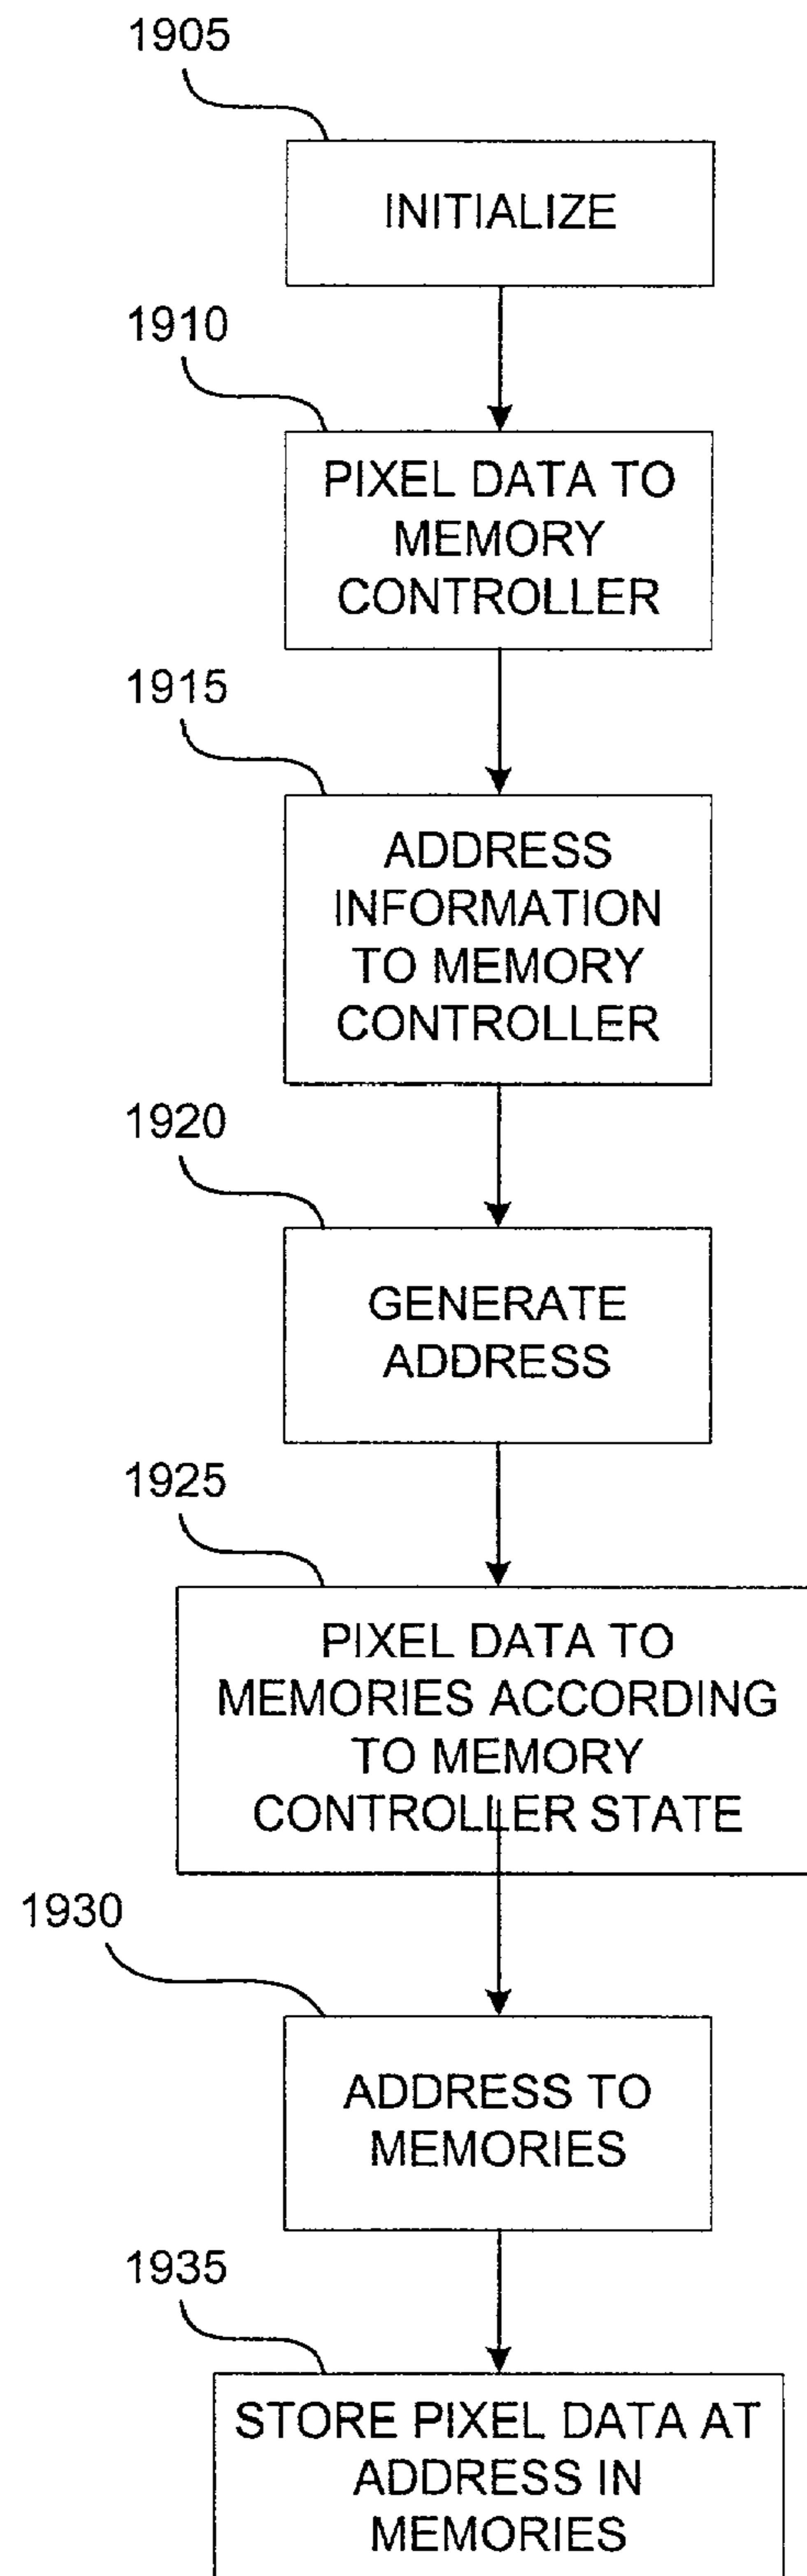 1905
INITIALIZE
1910
PIXEL DATA TO
MEMORY
CONTROLLER
1915
ADDRESS
INFORMATION
TO MEMORY
CONTROLLER
1920
GENERATE
ADDRESS
1925
PIXEL DATA TO
MEMORIES ACCORDING
TO MEMORY
CONTROLLER STATE
1930
ADDRESS TO
MEMORIES
1935
STORE PIXEL DATA AT
ADDRESS IN
MEMORIES